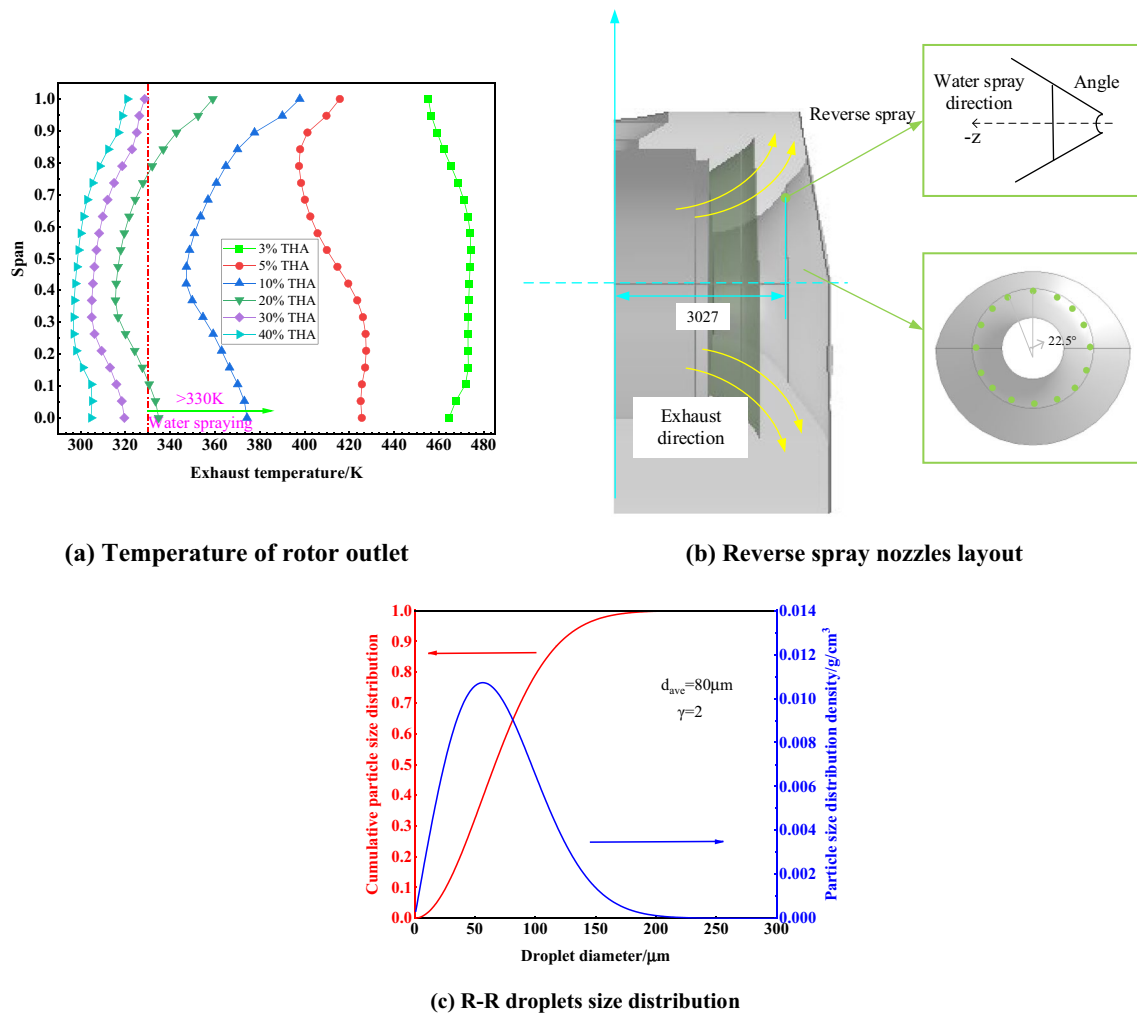 1.0
0.9
0.8
0.7
0.6
0.5
0.4
0.3
0.2
0.1
0.0
Span
3% THA
5% THA
10% THA
20% THA
30% THA
40% THA
>330K
Water spraying
300 320 340 360 380 400 420 440 460 480
Exhaust temperature/K
(a) Temperature of rotor outlet
Reverse spray
3027
Exhaust
direction
Water spray
direction
Angle
-z
22.5°
(b) Reverse spray nozzles layout
1.0
0.9
0.8
0.7
0.6
0.5
0.4
0.3
0.2
0.1
0.0
Cumulative particle size distribution
dave=80μm
γ=2
0.014
0.012
0.010
0.008
0.006
0.004
0.002
0.000
Particle size distribution density/g/cm³
0 50 100 150 200 250 300
Droplet diameter/μm
(c) R-R droplets size distribution